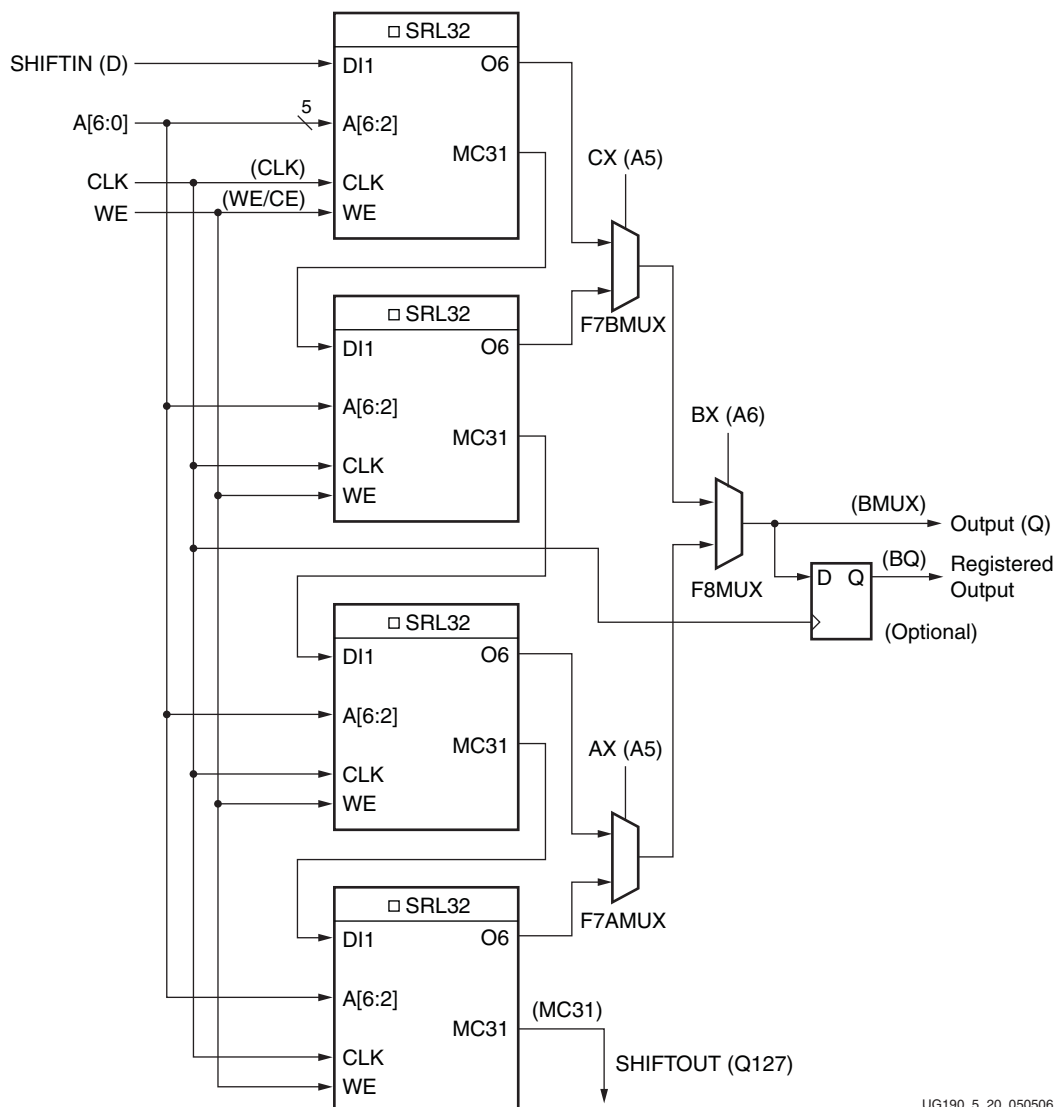 □ SRL32
SHIFTIN (D)
DI1
O6
A[6:0]
5
A[6:2]
MC31
CX (A5)
CLK
(CLK)
CLK
WE
(WE/CE)
WE
F7BMUX
□ SRL32
DI1
O6
A[6:2]
MC31
CLK
WE
BX (A6)
(BMUX)
Output (Q)
F8MUX
D Q
(BQ)
Registered
Output
(Optional)
□ SRL32
DI1
O6
A[6:2]
MC31
CLK
WE
AX (A5)
F7AMUX
□ SRL32
DI1
O6
A[6:2]
MC31
(MC31)
CLK
WE
SHIFTOUT (Q127)
UG190_5_20_050506